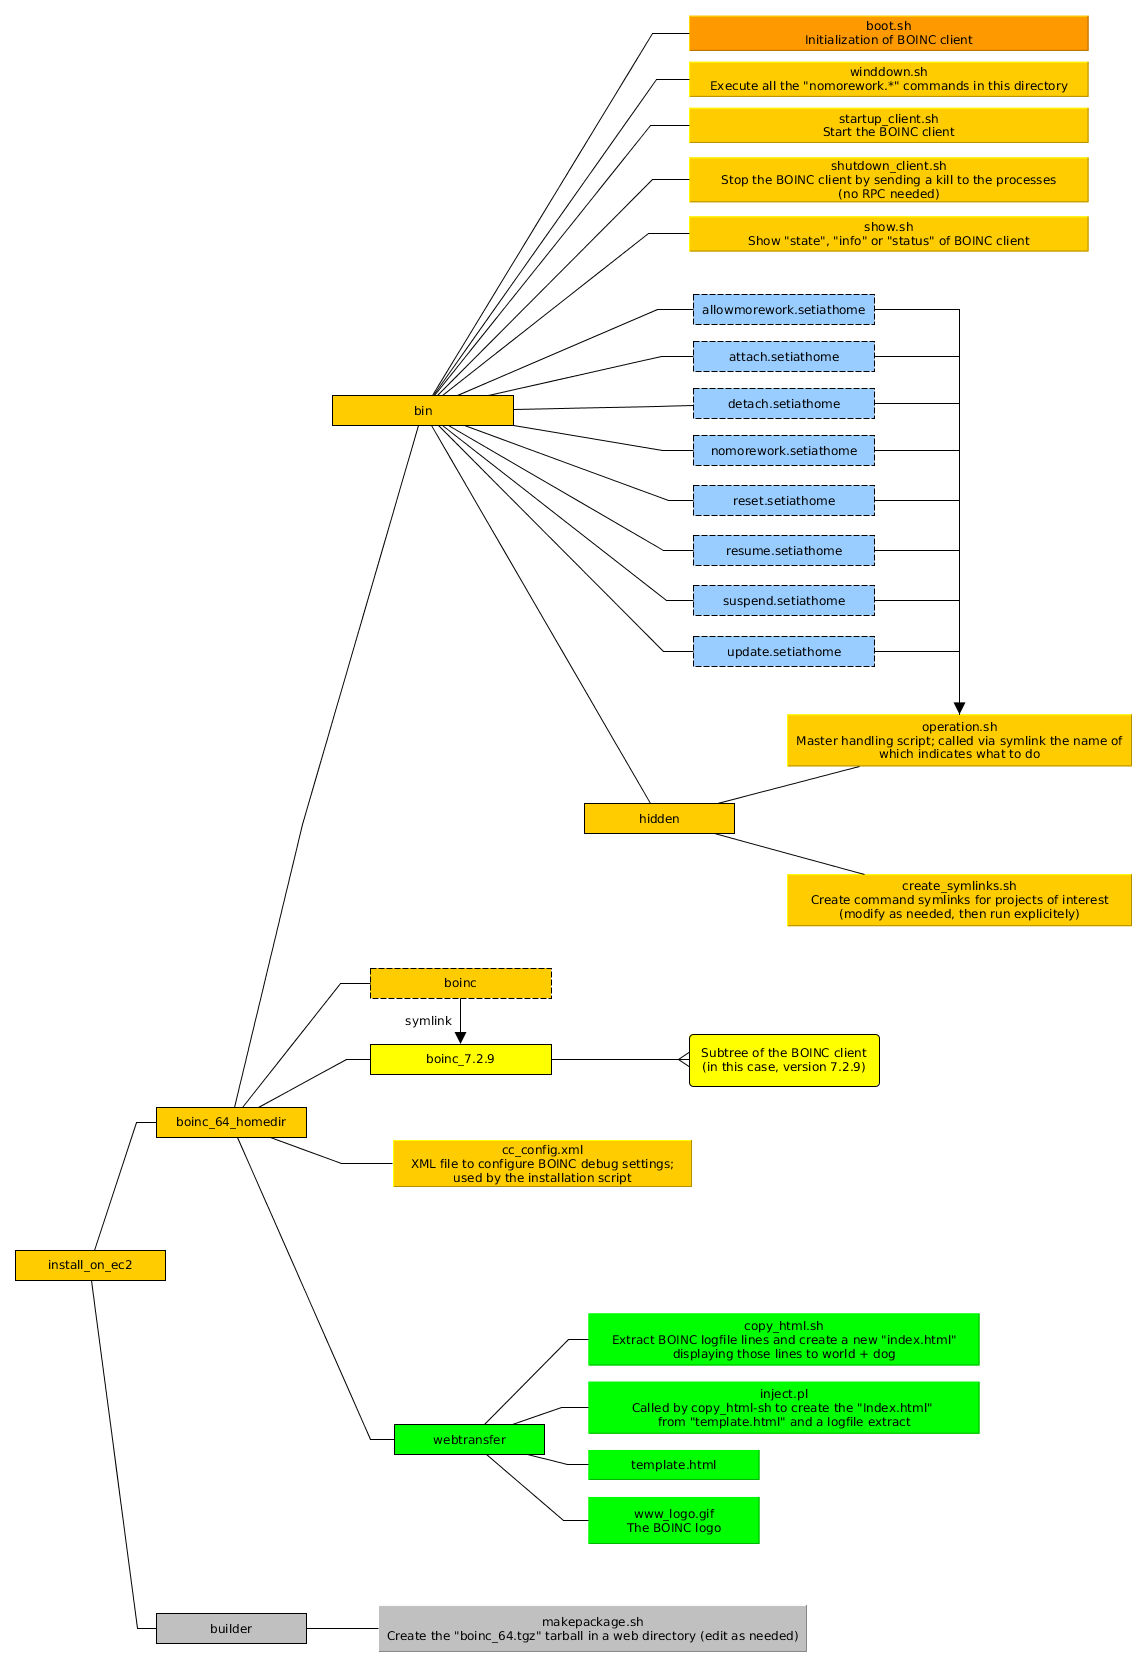 boot.sh
Initialization of BOINC client
winddown.sh
Execute all the "nomorework.*" commands in this directory
startup_client.sh
Start the BOINC client
shutdown_client.sh
Stop the BOINC client by sending a kill to the processes
(no RPC needed)
show.sh
Show "state", "info" or "status" of BOINC client
allowmorework.setiathome
attach.setiathome
detach.setiathome
bin
nomorework.setiathome
reset.setiathome
resume.setiathome
suspend.setiathome
update.setiathome
operation.sh
Master handling script; called via symlink the name of
which indicates what to do
hidden
create_symlinks.sh
Create command symlinks for projects of interest
(modify as needed, then run explicitely)
boinc
symlink
boinc_7.2.9
Subtree of the BOINC client
(in this case, version 7.2.9)
boinc_64_homedir
cc_config.xml
XML file to configure BOINC debug settings;
used by the installation script
install_on_ec2
copy_html.sh
Extract BOINC logfile lines and create a new "index.html"
displaying those lines to world + dog
inject.pl
Called by copy_html-sh to create the "Index.html"
from "template.html" and a logfile extract
webtransfer
template.html
www_logo.gif
The BOINC logo
builder
makepackage.sh
Create the "boinc_64.tgz" tarball in a web directory (edit as needed)